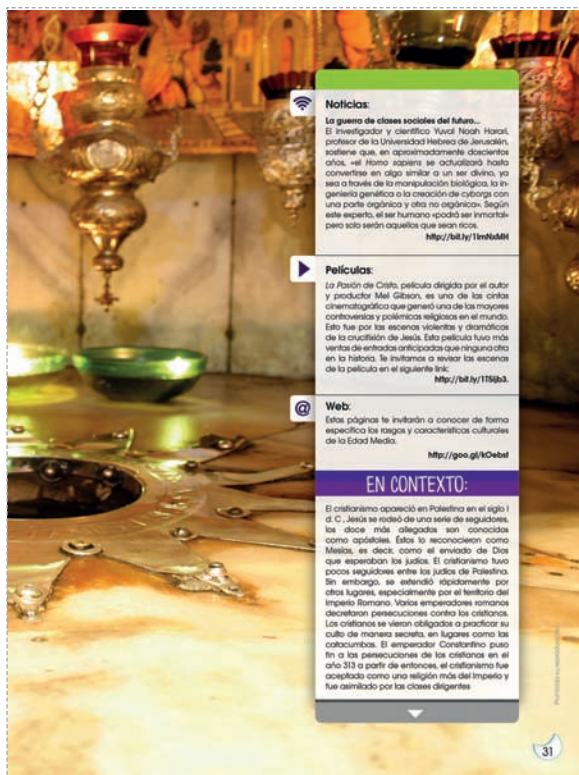 Noticias:
La guerra de clases sociales del futuro...
El investigador y científico Yuval Noah Harari,
profesor de la Universidad Hebrea de Jerusalén,
sostiene que, en aproximadamente doscientos
años, «el Homo sapiens se actualizará hasta
convertirse en algo similar a un ser divino, ya
sea a través de la manipulación biológica, la in-
geniería genética o la creación de cyborgs con
una parte orgánica y otra no orgánica». Según
este experto, el ser humano «podrá ser inmortal»
pero solo serán aquellos que sean ricos.
http://bit.ly/1ImNxMH
Películas:
La Pasión de Cristo, película dirigida por el autor
y productor Mel Gibson, es una de las cintas
cinematográfica que generó una de las mayores
controversias y polémicas religiosas en el mundo.
Esto fue por las escenas violentas y dramáticas
de la crucifixión de Jesús. Esta película tuvo más
ventas de entradas anticipadas que ninguna otra
en la historia. Te invitamos a revisar las escenas
de la película en el siguiente link:
http://bit.ly/1T5Ijb3.
Web:
Estas páginas te invitarán a conocer de forma
específica los rasgos y características culturales
de la Edad Media.
http://goo.gl/kOebsf
EN CONTEXTO:
El cristianismo apareció en Palestina en el siglo I
d. C., Jesús se rodeó de una serie de seguidores,
los doce más allegados son conocidos
como apóstoles. Éstos lo reconocieron como
Mesías, es decir, como el enviado de Dios
que esperaban los judíos. El cristianismo tuvo
pocos seguidores entre los judíos de Palestina.
Sin embargo, se extendió rápidamente por
otros lugares, especialmente por el territorio del
Imperio Romano. Varios emperadores romanos
decretaron persecuciones contra los cristianos.
Los cristianos se vieron obligados a practicar su
culto de manera secreta, en lugares como las
catacumbas. El emperador Constantino puso
fin a las persecuciones de los cristianos en el
año 313 a partir de entonces, el cristianismo fue
aceptado como una religión más del Imperio y
fue asimilado por las clases dirigentes
Prohibida su reproducción
31